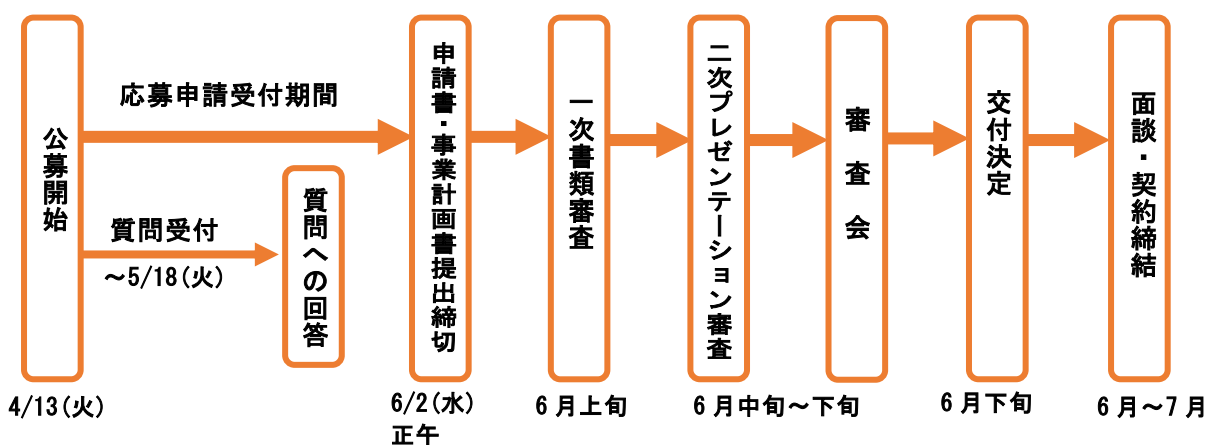 公募開始
応募申請受付期間
質問受付
～5/18(火)
質問への回答
申請書・事業計画書提出締切
一次書類審査
二次プレゼンテーション審査
審査会
交付決定
面談・契約締結
4/13(火)
6/2(水)
正午
6月上旬
6月中旬～下旬
6月下旬
6月～7月